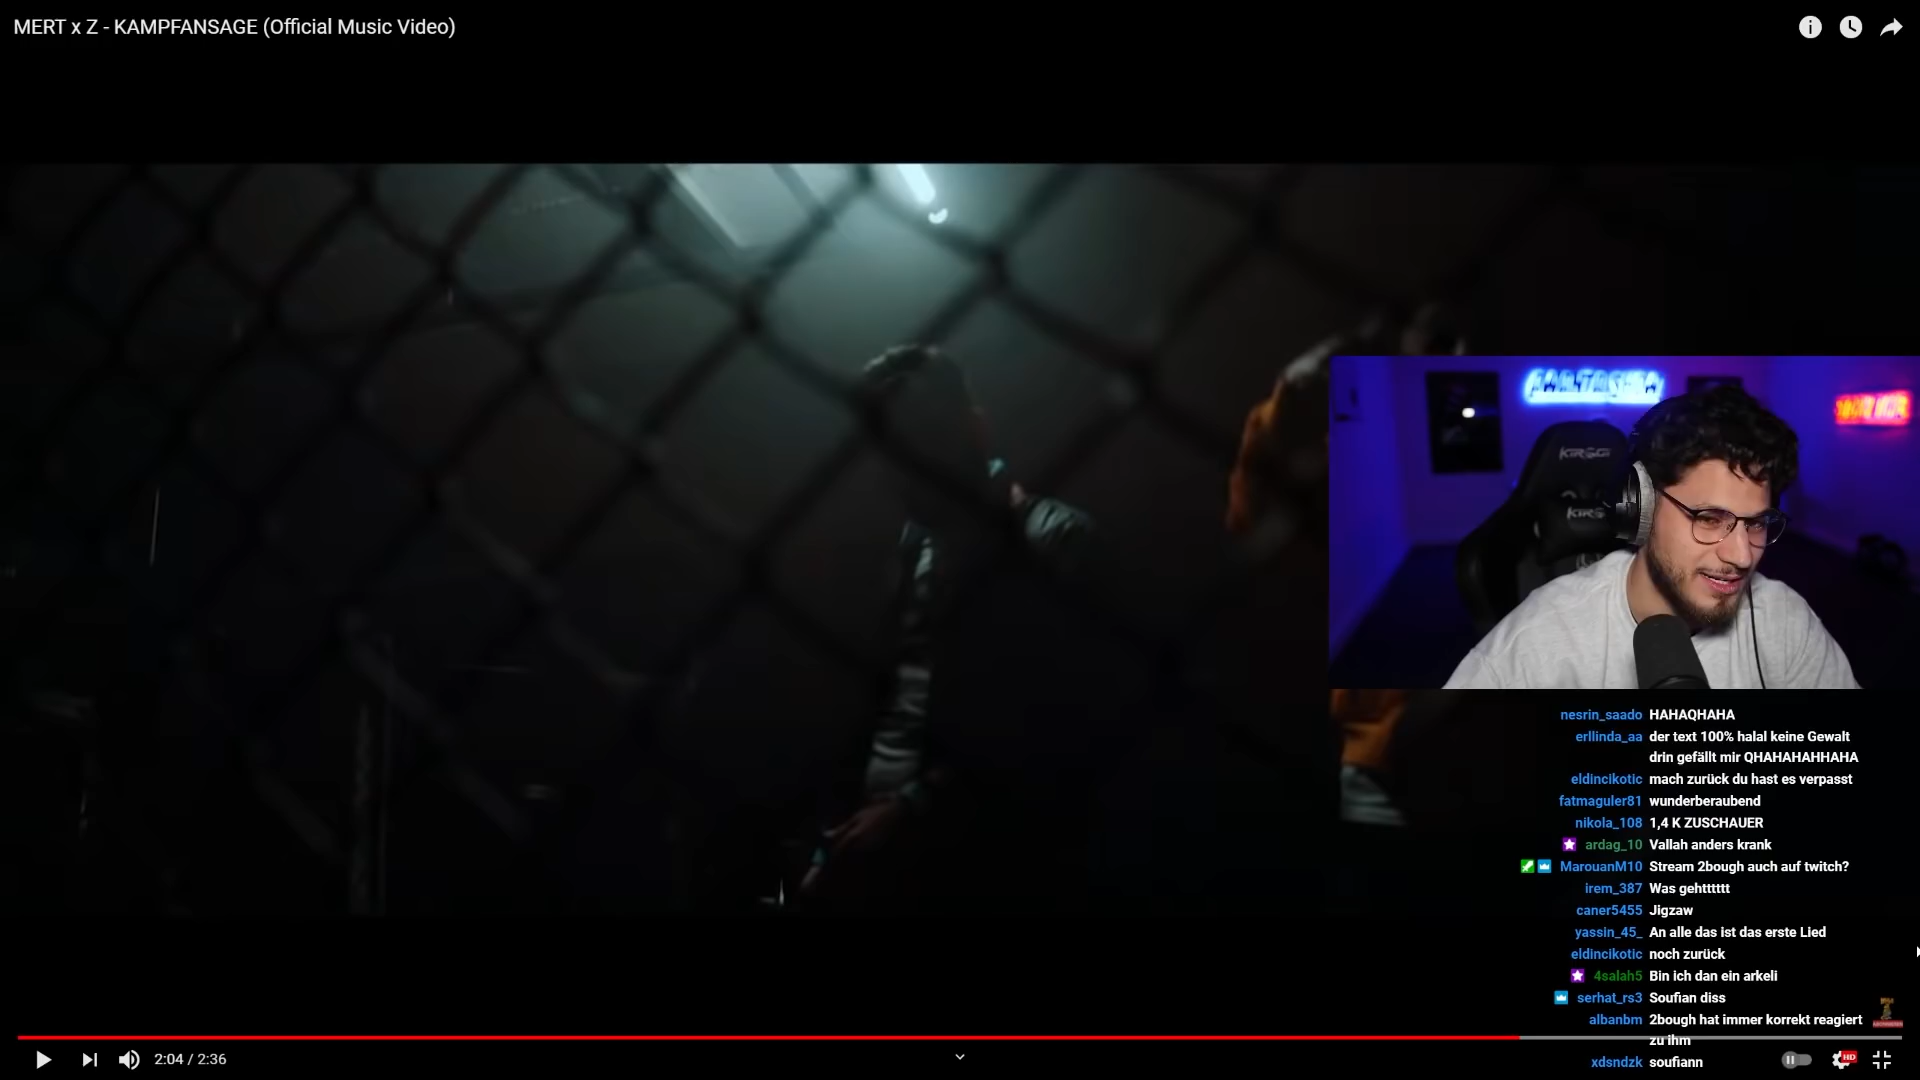 MERT x Z - KAMPFANSAGE (Official Music Video)
KIRSCH
nesrin_saado HAHAQHAHA
erllinda_aa der text 100% halal keine Gewalt
drin gefällt mir QHAHAHAHHAHA
eldincikotic mach zurück du hast es verpasst
fatmaguler81 wunderberaubend
nikola_108 1,4 K ZUSCHAUER
ardag_10 Vallah anders krank
MarouanM10 Stream 2bough auch auf twitch?
irem_387 Was gehtttttt
caner5455 Jigzaw
yassin_45_ An alle das ist das erste Lied
eldincikotic noch zurück
4salah5 Bin ich dan ein arkeli
serhat_rs3 Soufian diss
albanbm 2bough hat immer korrekt reagiert
zu ihm
xdsndzk soufiann
2:04 / 2:36
HD